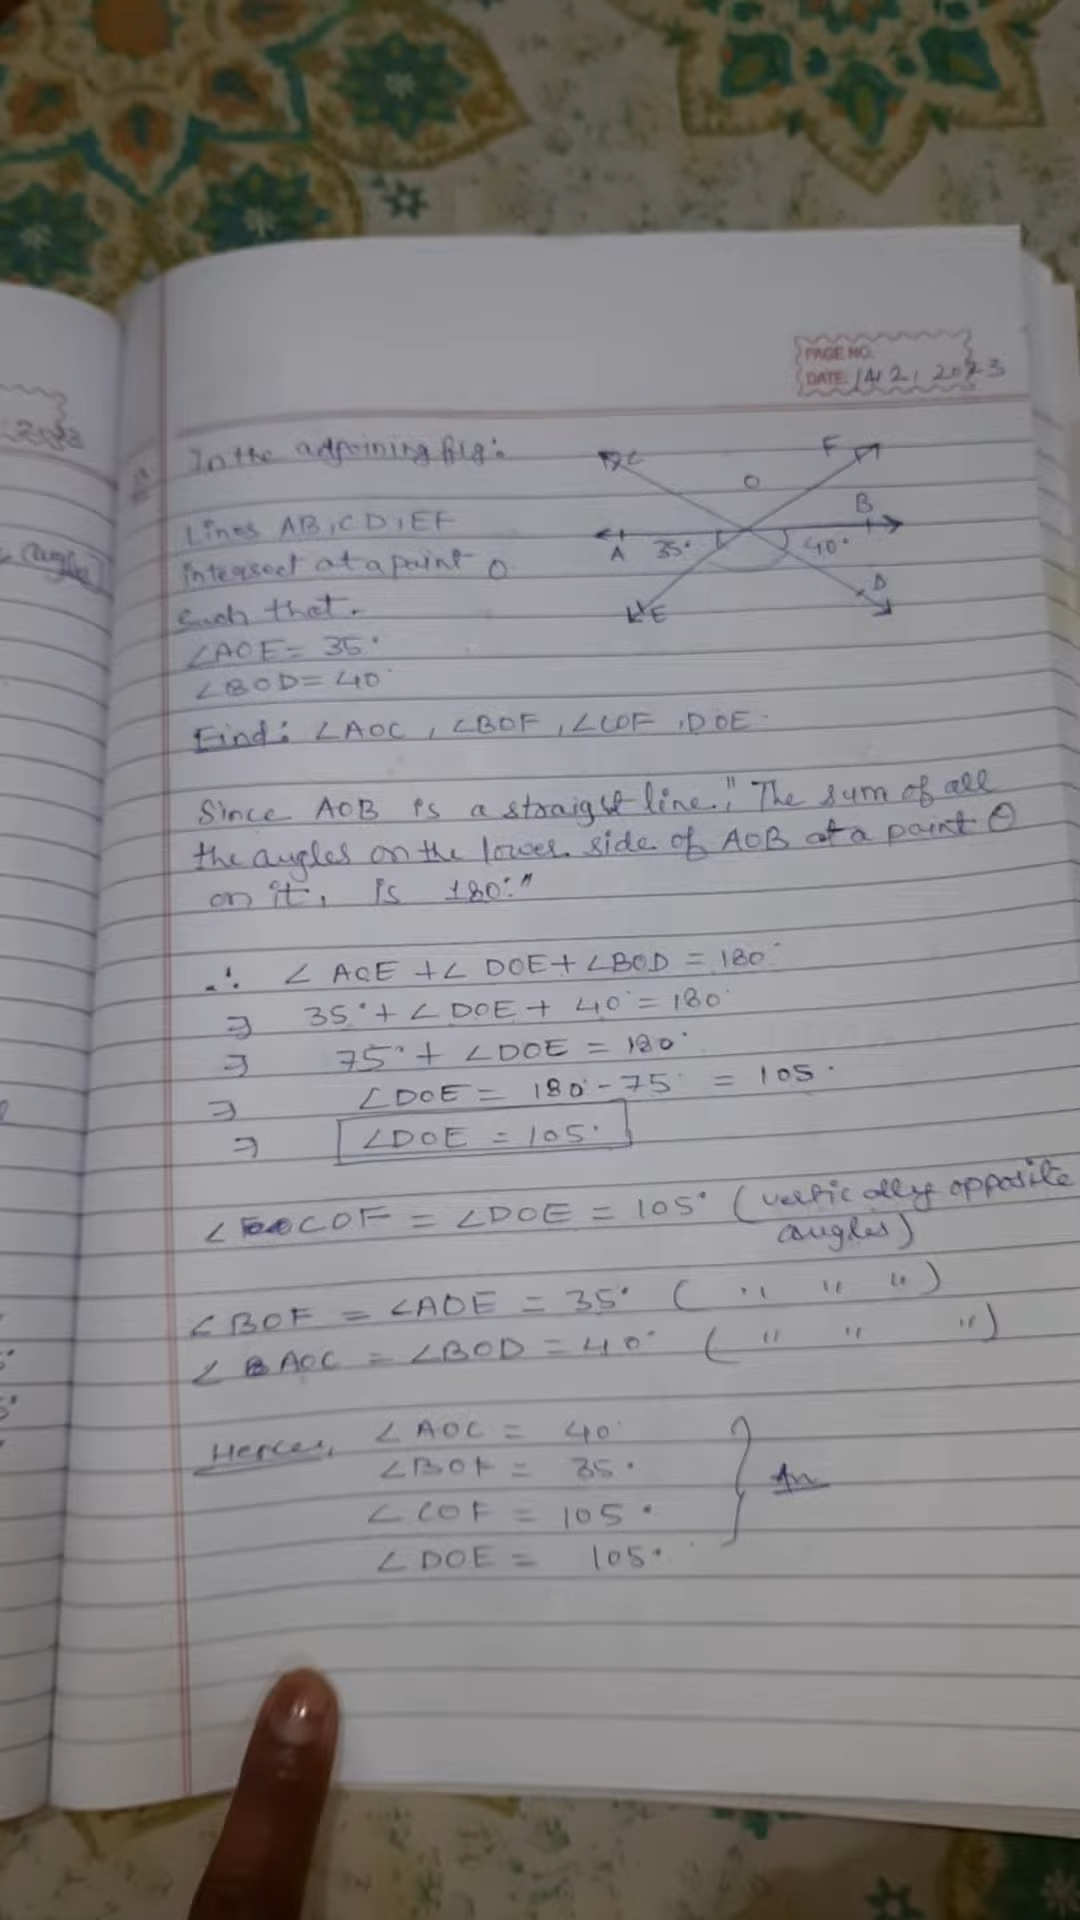 PAGE NO.
DATE: 14, 2, 2023
2023
In the adjoining fig:
C F
O
B
A 35° 40°
D
E
Lines AB, CD, EF
intersect at a point O
Such that.
∠AOE = 35°
∠BOD = 40°
Find: ∠AOC, ∠BOF, ∠COF, DOE.
Since AOB is a straight line. "The sum of all
the angles on the lower side of AOB at a point O
on it, is 180°."
∴ ∠AOE + ∠DOE + ∠BOD = 180°
⇒ 35° + ∠DOE + 40° = 180°
⇒ 75° + ∠DOE = 180°
⇒ ∠DOE = 180° - 75° = 105°
⇒ ∠DOE = 105°
∠COF = ∠DOE = 105° (vertically opposite
angles)
∠BOF = ∠AOE = 35° ( " " " )
∠AOC = ∠BOD = 40° ( " " " )
Hence, ∠AOC = 40°
∠BOF = 35°
∠COF = 105°
∠DOE = 105°
Ans